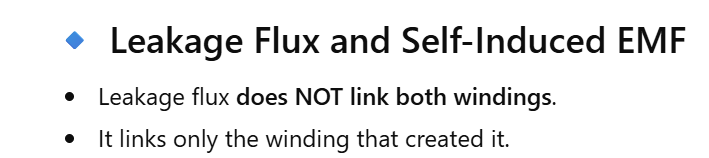 Leakage Flux and Self-Induced EMF
Leakage flux does NOT link both windings.
It links only the winding that created it.